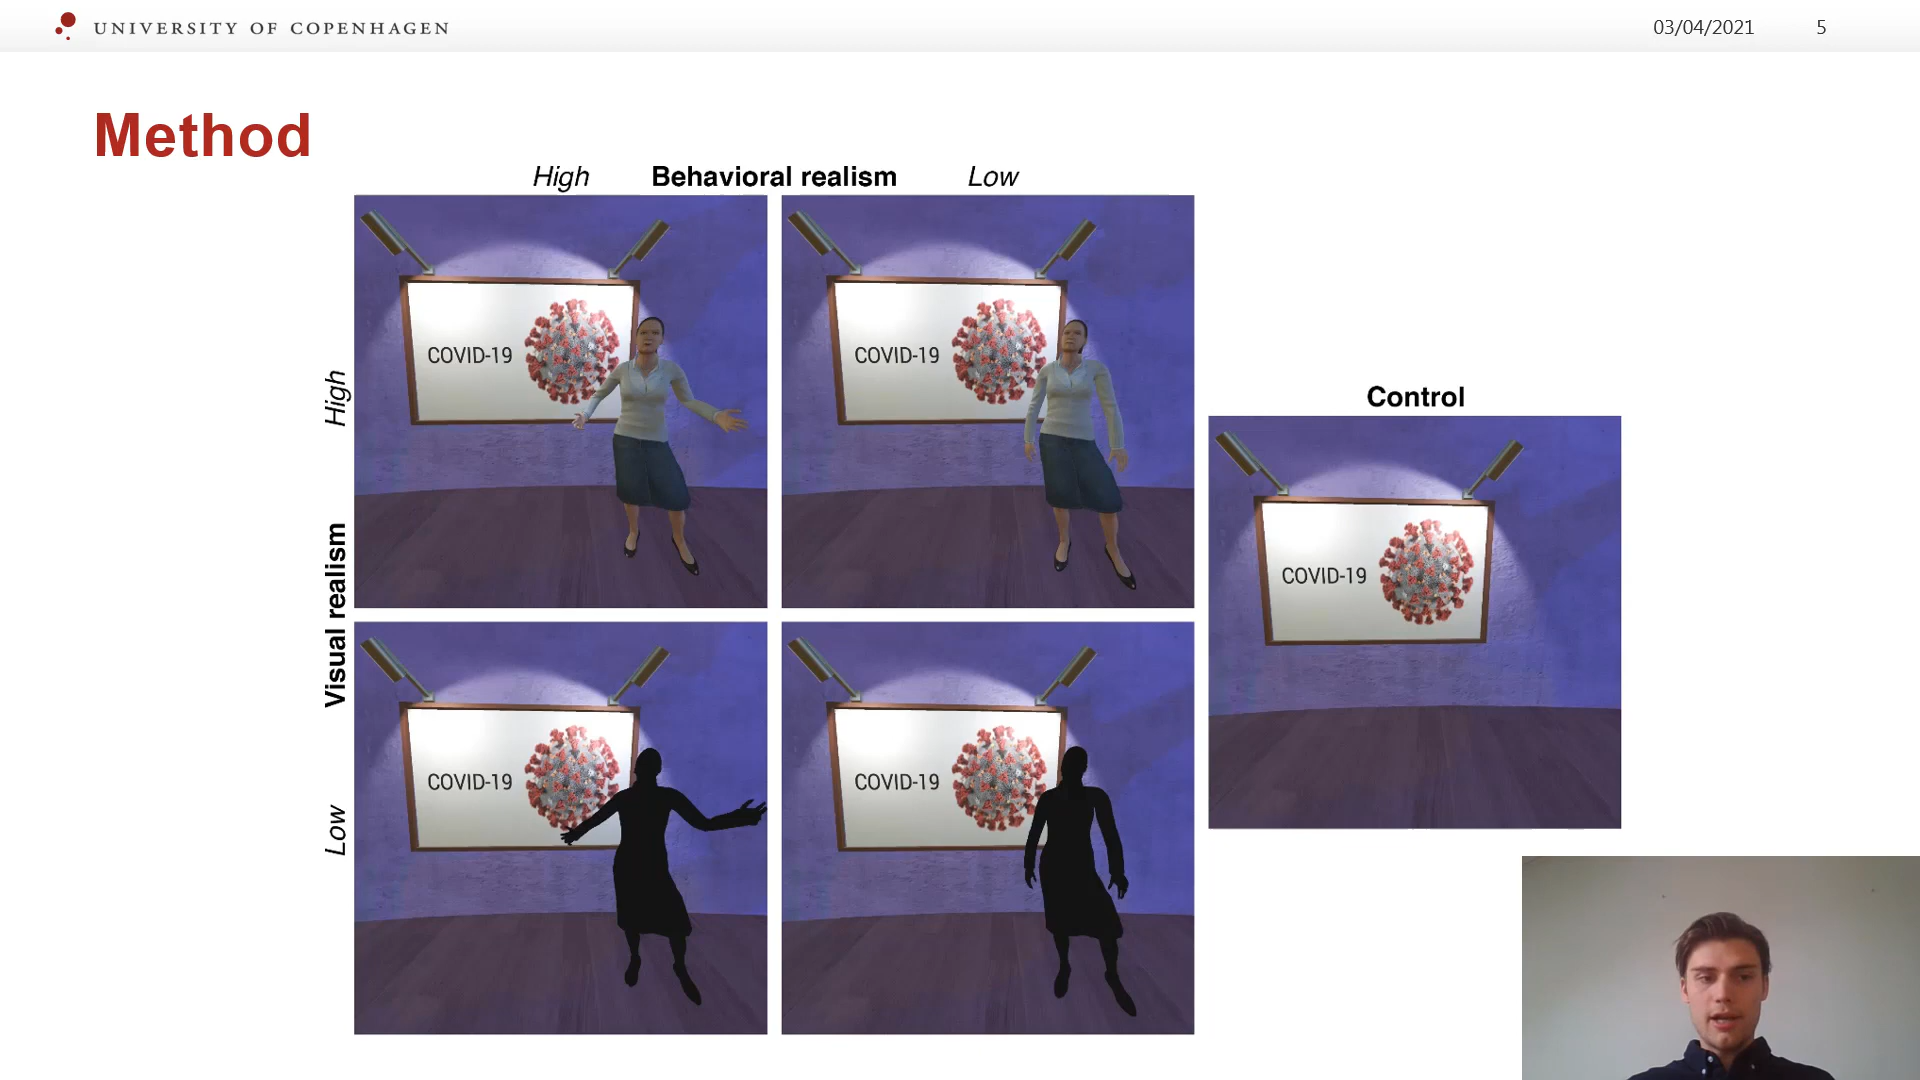 UNIVERSITY OF COPENHAGEN
03/04/2021
5
Method
High
Behavioral realism
Low
High
Visual realism
Low
COVID-19
COVID-19
COVID-19
COVID-19
Control
COVID-19